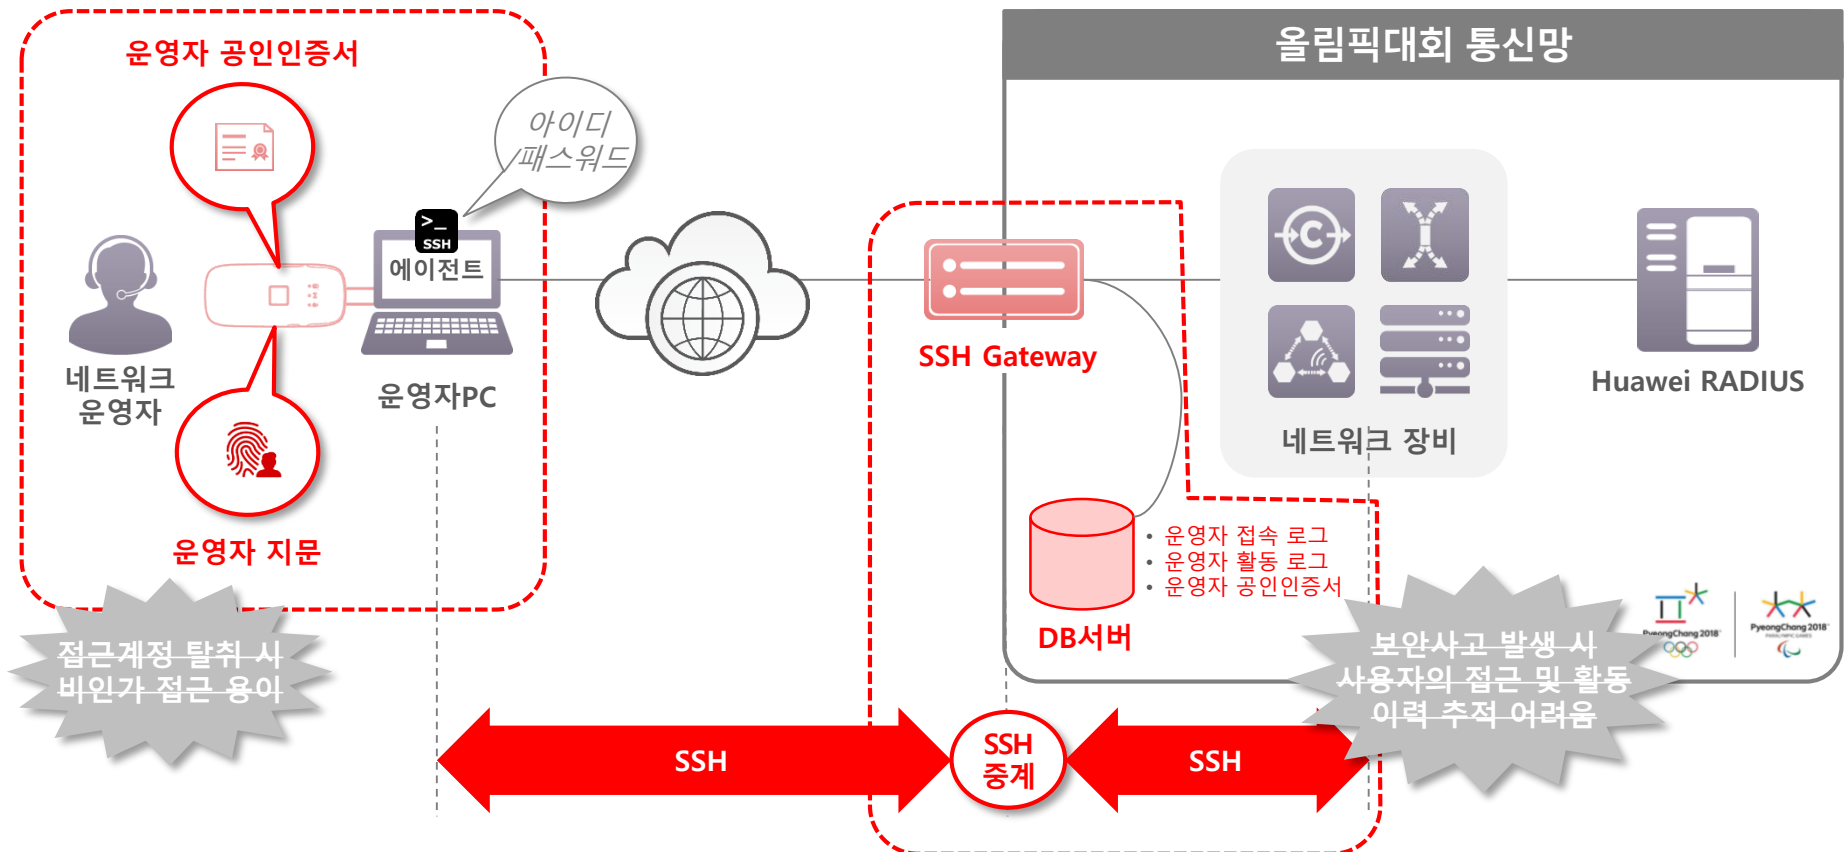 운영자 공인인증서
올림픽대회 통신망
아이디
/패스워드
>_
SSH
에이전트
네트워크
운영자
운영자PC
운영자 지문
SSH Gateway
네트워크 장비
Huawei RADIUS
C
• 운영자 접속 로그
• 운영자 활동 로그
• 운영자 공인인증서
DB서버
PyeongChang 2018
PyeongChang 2018
PARALYMPIC GAMES
접근계정 탈취 시
비인가 접근 용이
보안사고 발생 시
사용자의 접근 및 활동
이력 추적 어려움
SSH
SSH
중계
SSH